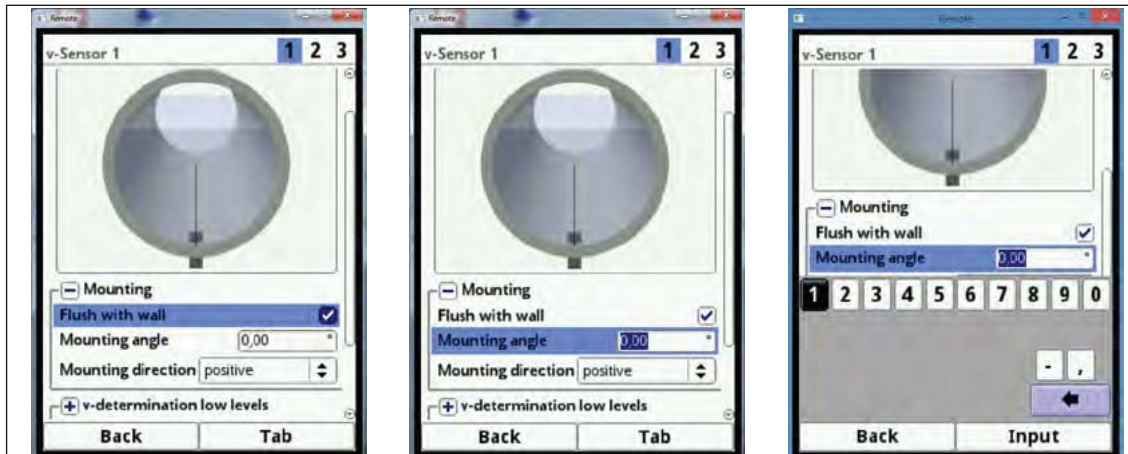 Remote
v-Sensor 1 1 2 3
Mounting
Flush with wall
Mounting angle 0,00 °
Mounting direction positive
v-determination low levels
Back Tab
Remote
v-Sensor 1 1 2 3
Mounting
Flush with wall
Mounting angle 0,00 °
Mounting direction positive
v-determination low levels
Back Tab
Remote
v-Sensor 1 1 2 3
Mounting
Flush with wall
Mounting angle 0,00 °
1 2 3 4 5 6 7 8 9 0
- ,
Back Input